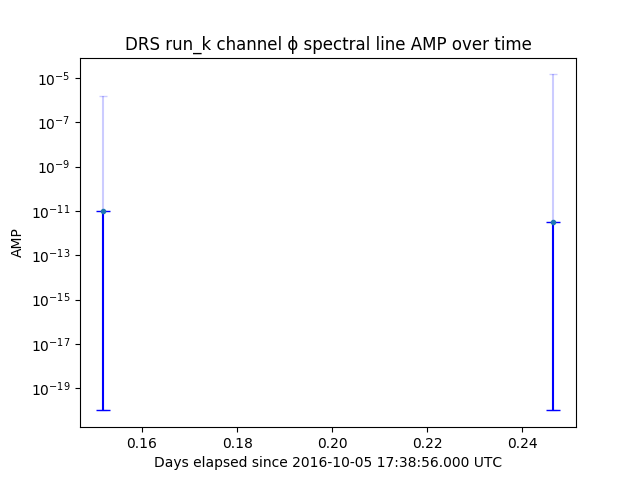 DRS run_k channel ϕ spectral line AMP over time
AMP
10⁻⁵
10⁻⁷
10⁻⁹
10⁻¹¹
10⁻¹³
10⁻¹⁵
10⁻¹⁷
10⁻¹⁹
0.16 0.18 0.20 0.22 0.24
Days elapsed since 2016-10-05 17:38:56.000 UTC